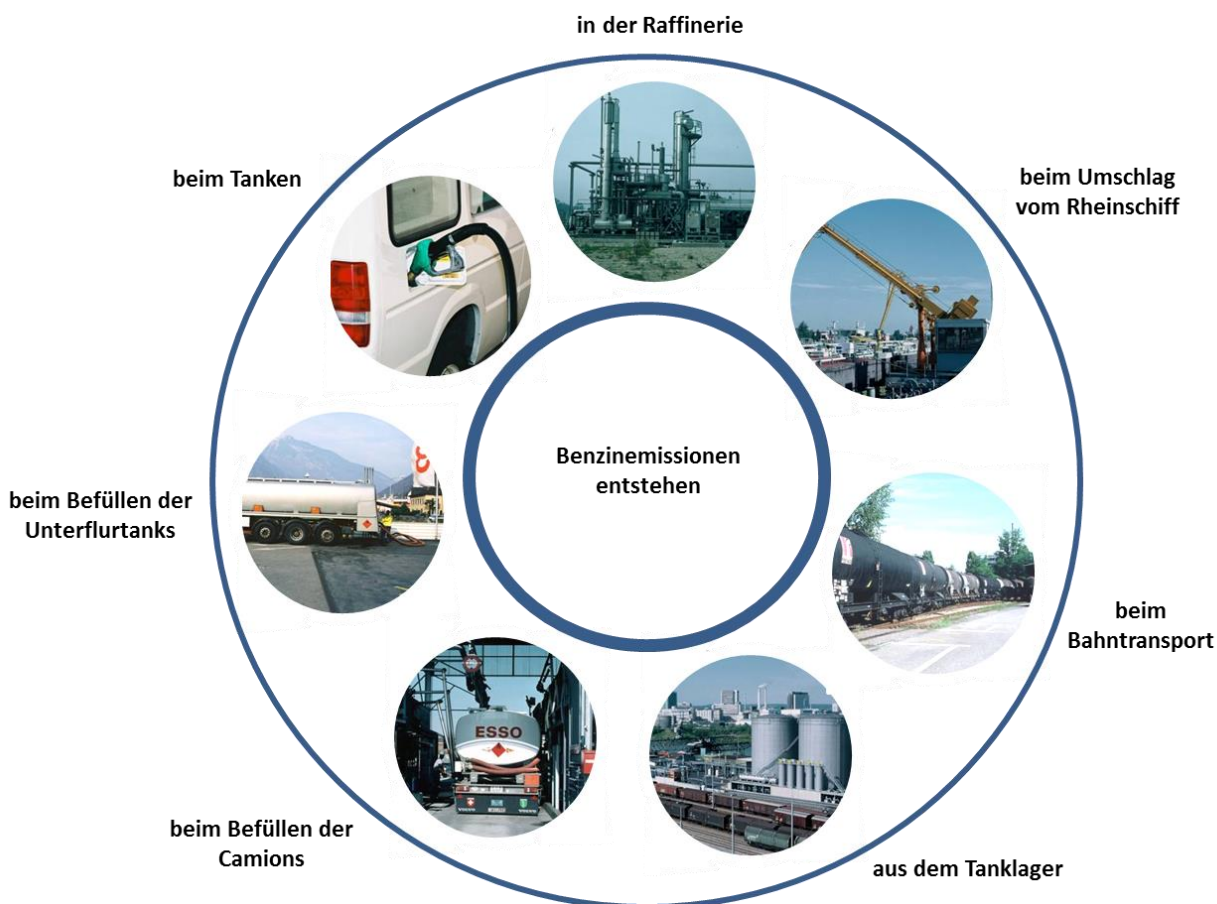 in der Raffinerie
beim Umschlag
vom Rheinschiff
beim
Bahntransport
aus dem Tanklager
beim Befüllen der
Camions
beim Befüllen der
Unterflurtanks
beim Tanken
Benzinemissionen
entstehen
ESSO